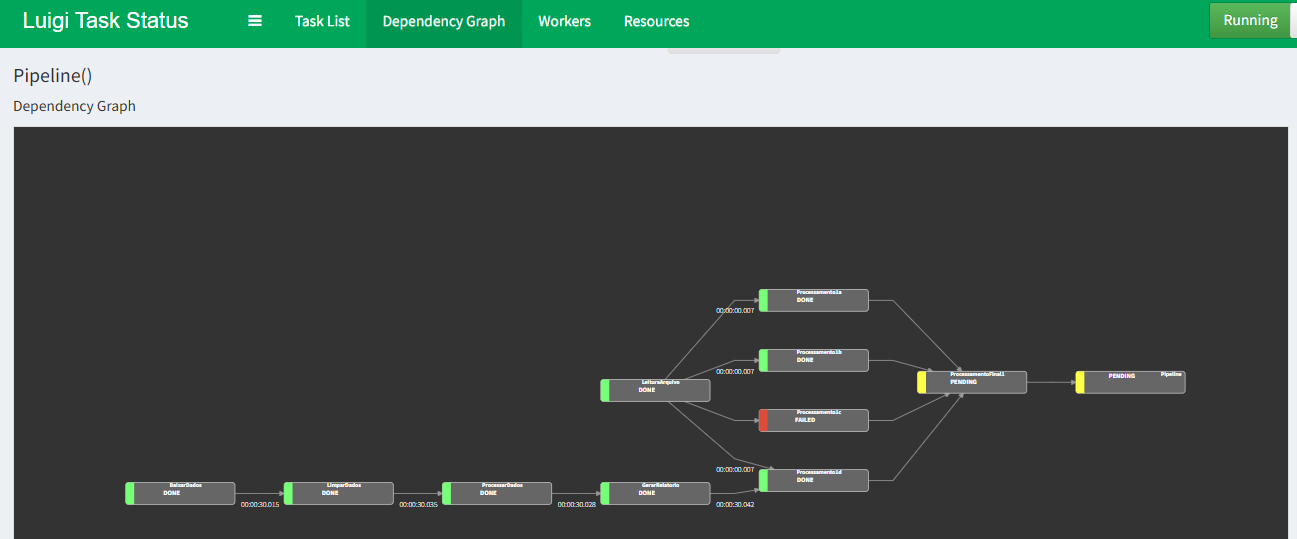 Luigi Task Status
Task List
Dependency Graph
Workers
Resources
Running
Pipeline()
Dependency Graph
Processamento1a
DONE
00:00:00.007
Processamento1b
DONE
00:00:00.007
LeituraArquivo
DONE
ProcessamentoFinal1
PENDING
PENDING Pipeline
Processamento1c
FAILED
00:00:00.007
Processamento1d
DONE
BaixarDados
DONE
00:00:30.015
LimparDados
DONE
00:00:30.035
ProcessarDados
DONE
00:00:30.028
GerarRelatorio
DONE
00:00:30.042